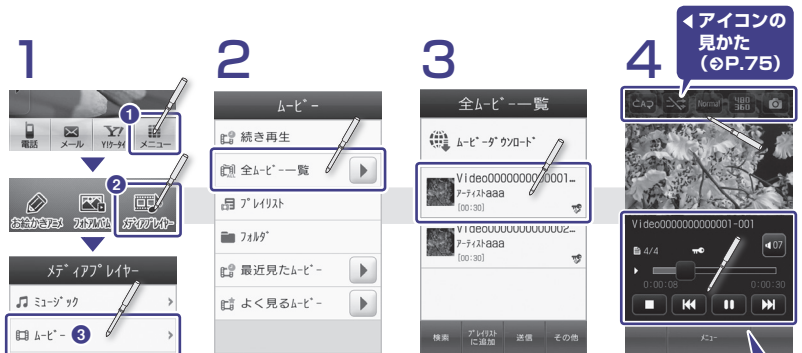 1
1
電話
メール
Y!
Y!ケータイ
メニュー
2
お絵かきアニメ
フォトアルバム
メディアプレイヤー
メディアプレイヤー
ミュージック
ムービー 3
2
ムービー
続き再生
全ムービー一覧
プレイリスト
フォルダ
最近見たムービー
よく見るムービー
3
全ムービー一覧
ムービーダウンロード
Video0000000000001...
アーティストaaa
[00:30]
Video0000000000002...
アーティストaaa
[00:30]
検索
プレイリスト
に追加
送信
その他
4
アイコンの
見かた
(P.75)
Normal
480
360
Video0000000000001-001
4/4
07
0:00:08
0:00:30
メニュー